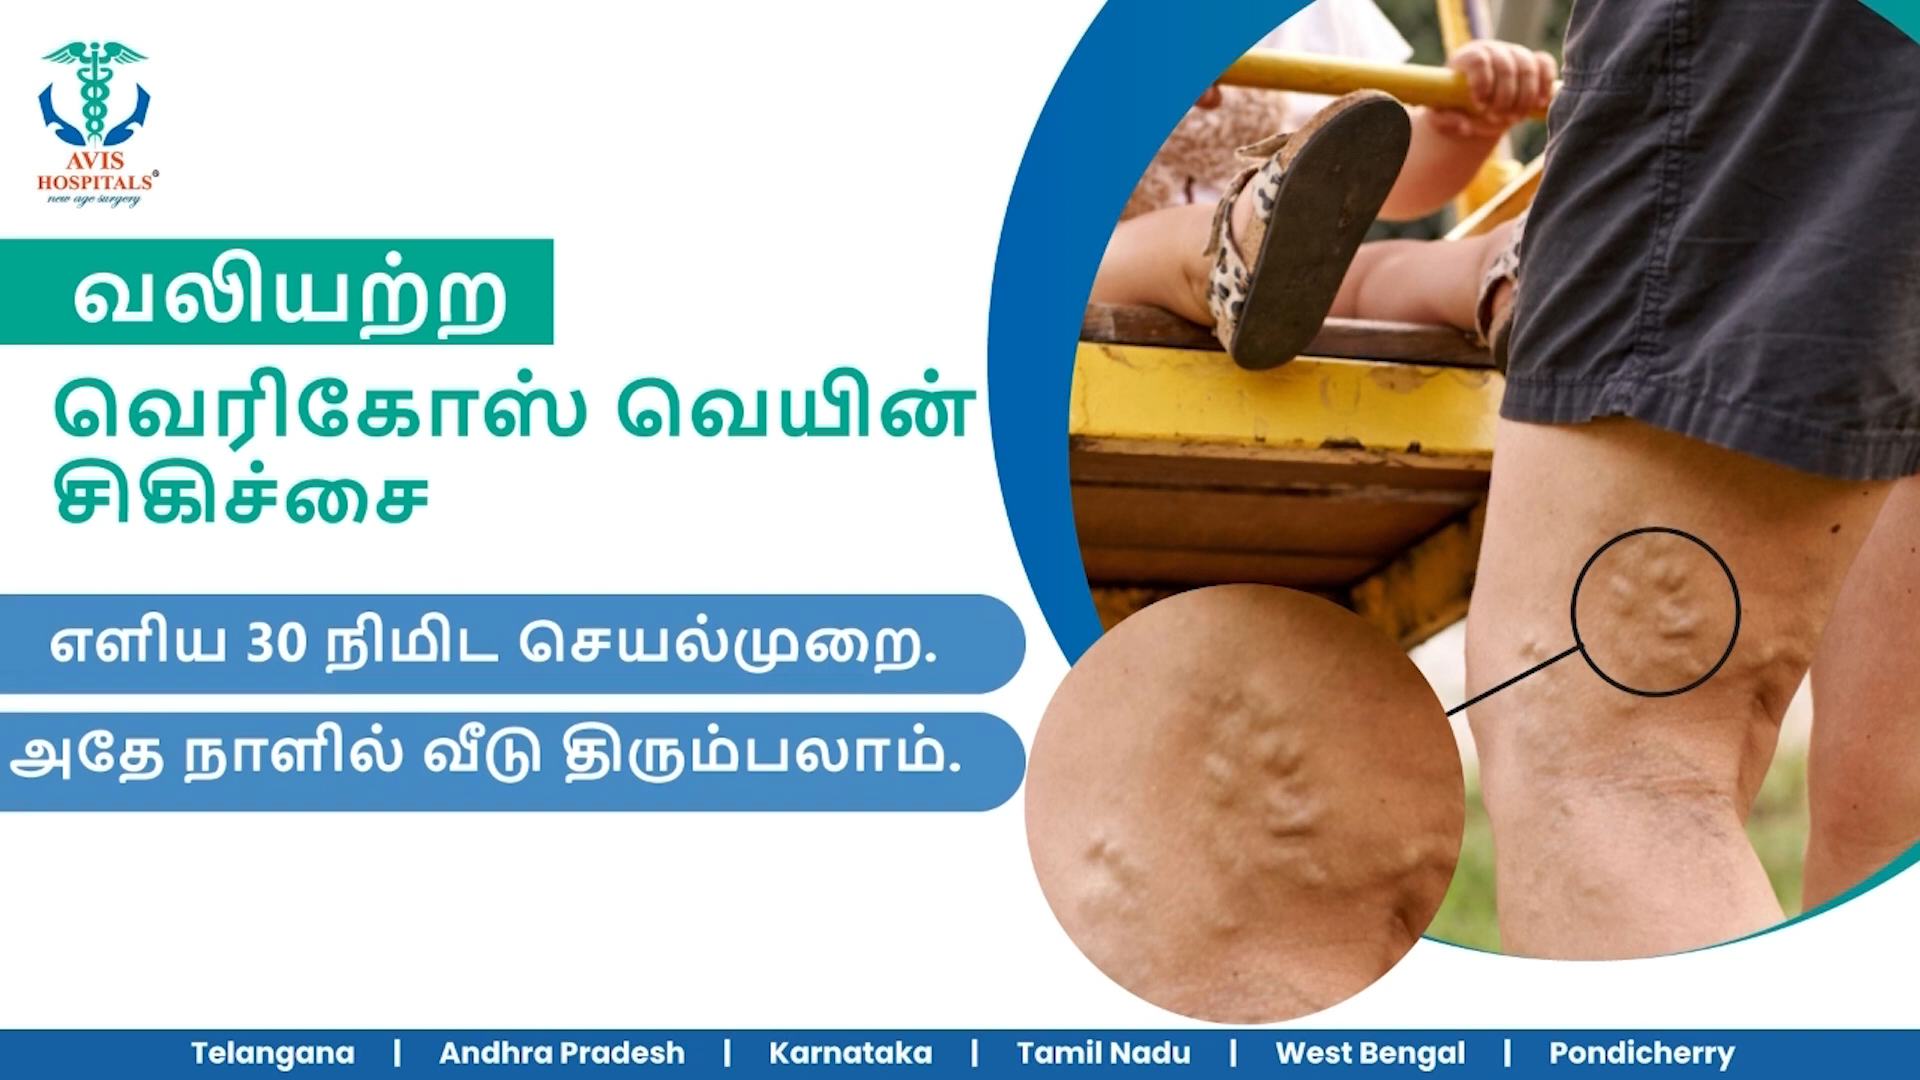 AVIS
HOSPITALS®
new age surgery
வலியற்ற
வெரிகோஸ் வெயின்
சிகிச்சை
எளிய 30 நிமிட செயல்முறை.
அதே நாளில் வீடு திரும்பலாம்.
Telangana | Andhra Pradesh | Karnataka | Tamil Nadu | West Bengal | Pondicherry